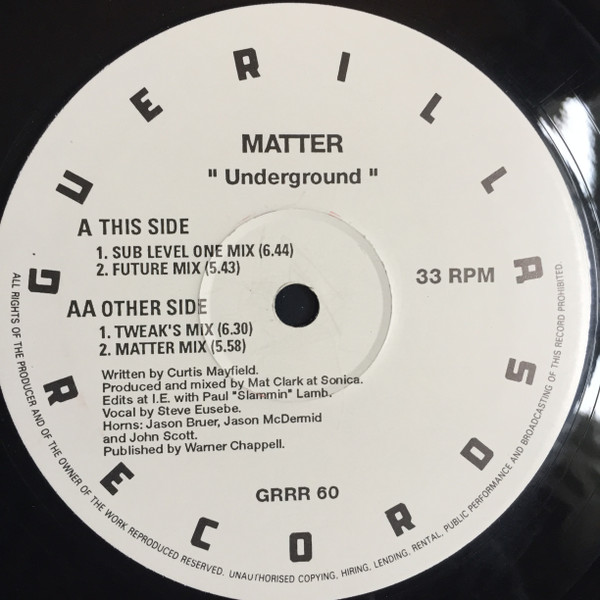 GUERILLA RECORDS
MATTER
" Underground "
A THIS SIDE
1. SUB LEVEL ONE MIX (6.44)
2. FUTURE MIX (5.43)
33 RPM
AA OTHER SIDE
1. TWEAK'S MIX (6.30)
2. MATTER MIX (5.58)
Written by Curtis Mayfield.
Produced and mixed by Mat Clark at Sonica.
Edits at I.E. with Paul "Slammin" Lamb.
Vocal by Steve Eusebe.
Horns: Jason Bruer, Jason McDermid
and John Scott.
Published by Warner Chappell.
GRRR 60
ALL RIGHTS OF THE PRODUCER AND OF THE OWNER OF THE WORK REPRODUCED RESERVED. UNAUTHORISED COPYING, HIRING, LENDING, RENTAL, PUBLIC PERFORMANCE AND BROADCASTING OF THIS RECORD PROHIBITED.